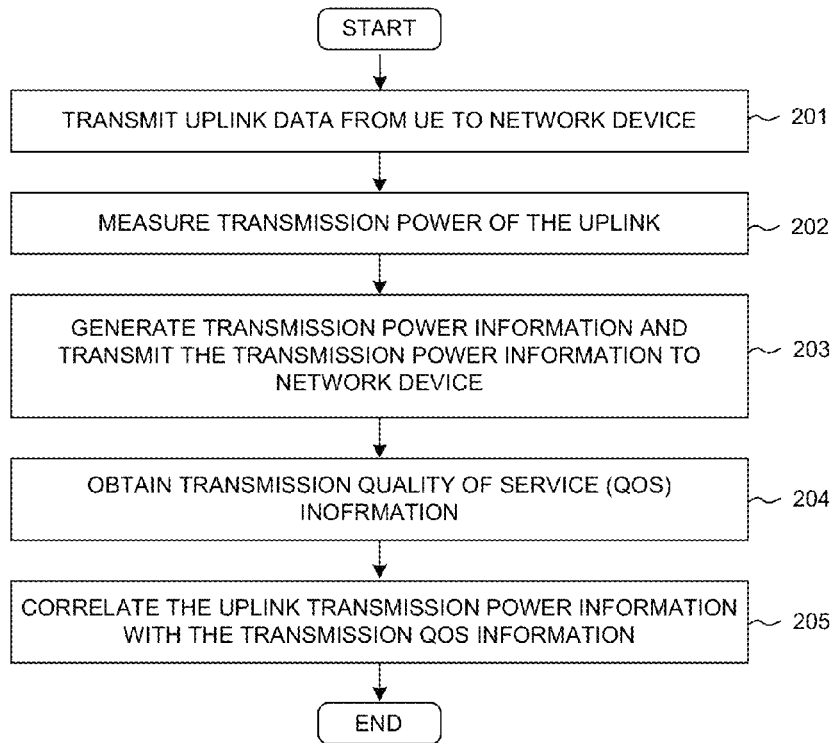 START
TRANSMIT UPLINK DATA FROM UE TO NETWORK DEVICE
201
MEASURE TRANSMISSION POWER OF THE UPLINK
202
GENERATE TRANSMISSION POWER INFORMATION AND
TRANSMIT THE TRANSMISSION POWER INFORMATION TO
NETWORK DEVICE
203
OBTAIN TRANSMISSION QUALITY OF SERVICE (QOS)
INOFRMATION
204
CORRELATE THE UPLINK TRANSMISSION POWER INFORMATION
WITH THE TRANSMISSION QOS INFORMATION
205
END